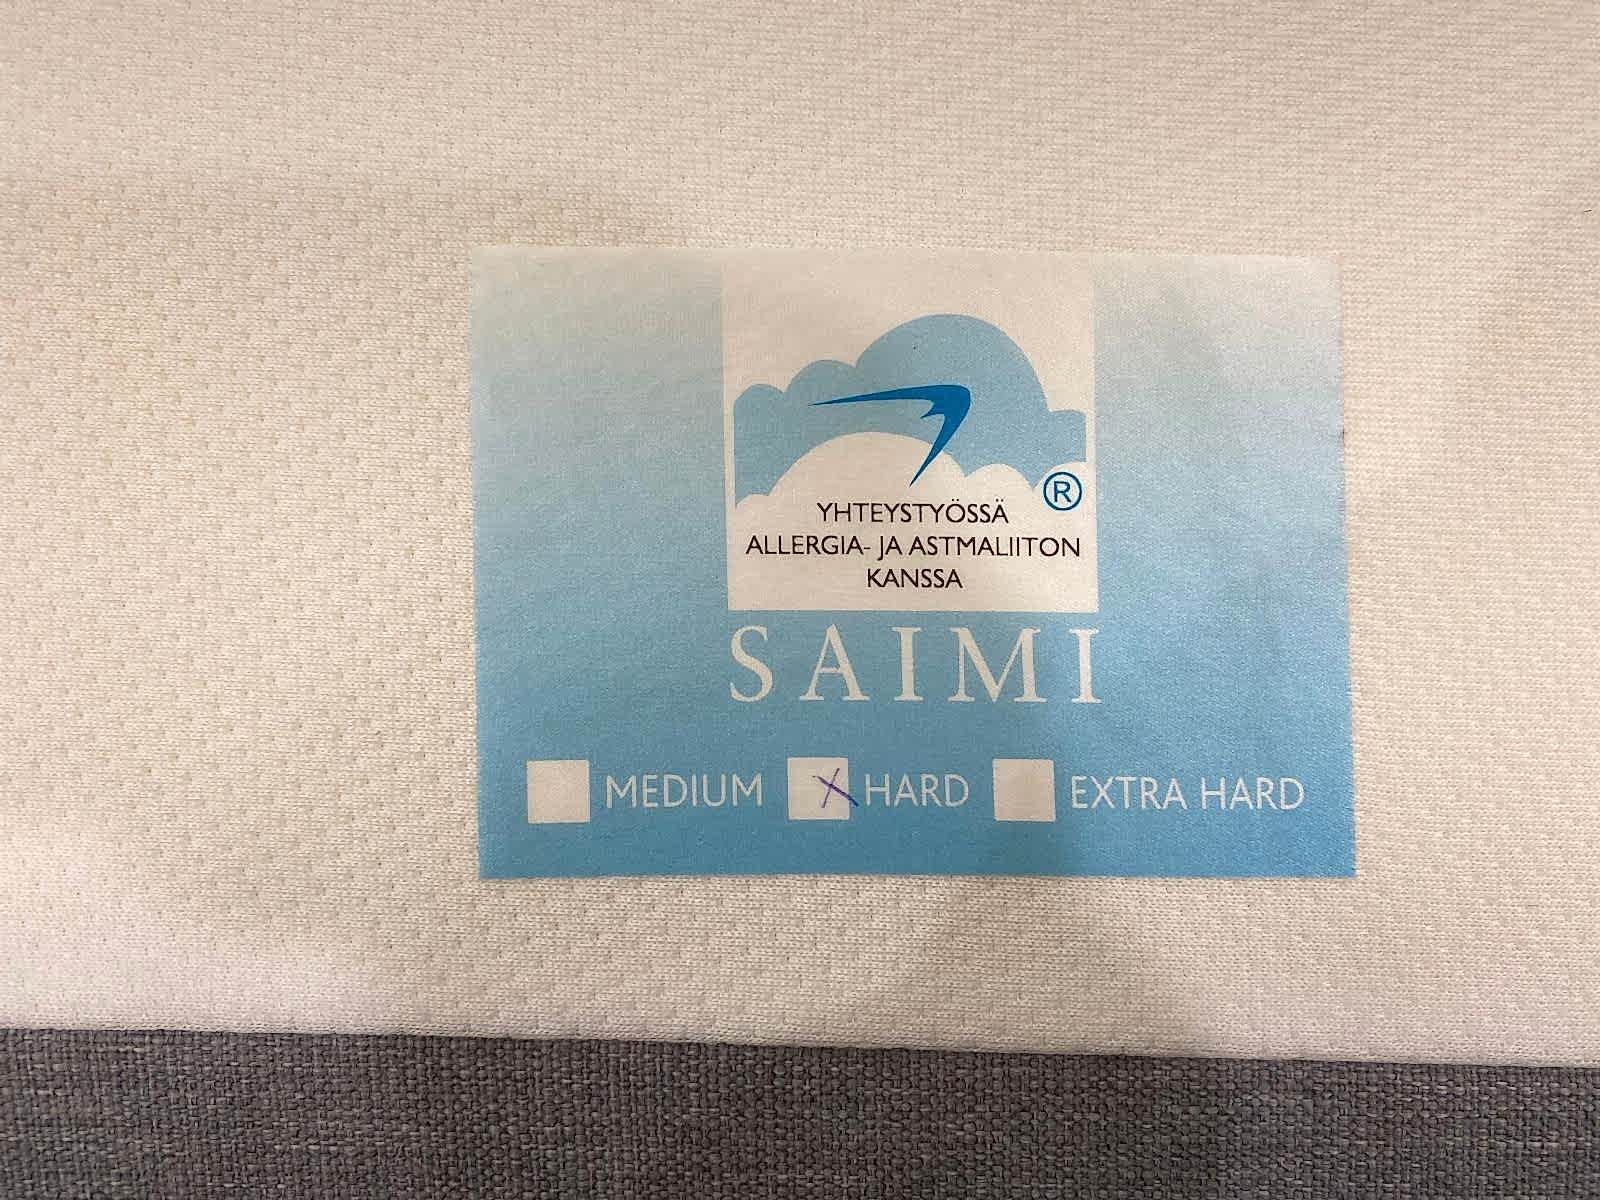 YHTEYSTYÖSSÄ
ALLERGIA- JA ASTMALIITON
KANSSA
®
SAIMI
MEDIUM X HARD EXTRA HARD